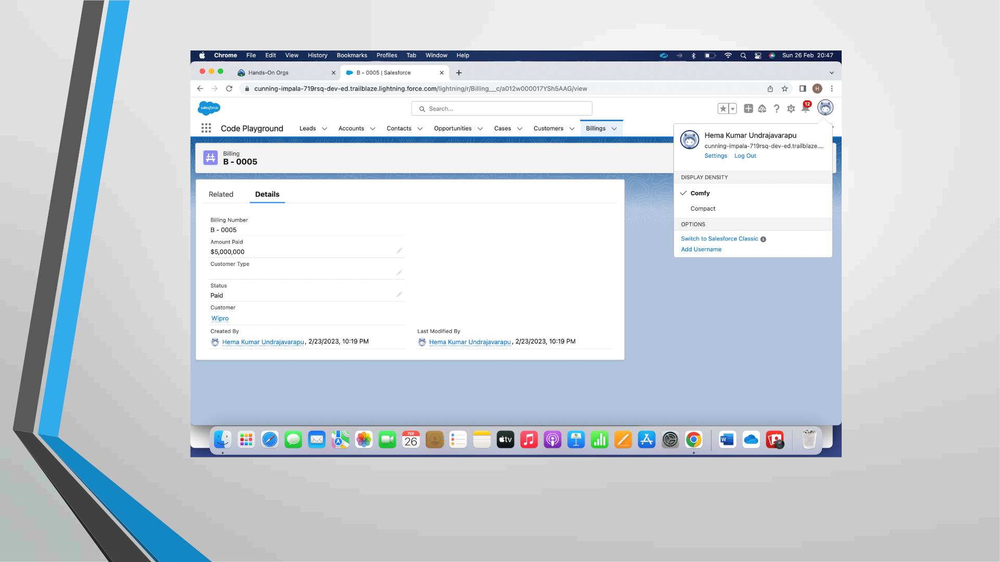 Chrome File Edit View History Bookmarks Profiles Tab Window Help Sun 26 Feb 20:47
Hands-On Orgs B - 0005 | Salesforce
cunning-impala-719rsq-dev-ed.trailblaze.lightning.force.com/lightning/r/Billing__c/a012w000017YSh5AAG/view H
salesforce Search... 12
Code Playground Leads Accounts Contacts Opportunities Cases Customers Billings
Hema Kumar Undrajavarapu
cunning-impala-719rsq-dev-ed.trailblaze....
Settings Log Out
DISPLAY DENSITY
Comfy
Compact
OPTIONS
Switch to Salesforce Classic
Add Username
Billing
B - 0005
Related Details
Billing Number
B - 0005
Amount Paid
$5,000,000
Customer Type
Status
Paid
Customer
Wipro
Created By Last Modified By
Hema Kumar Undrajavarapu, 2/23/2023, 10:19 PM Hema Kumar Undrajavarapu, 2/23/2023, 10:19 PM
FEB
26
tv
W